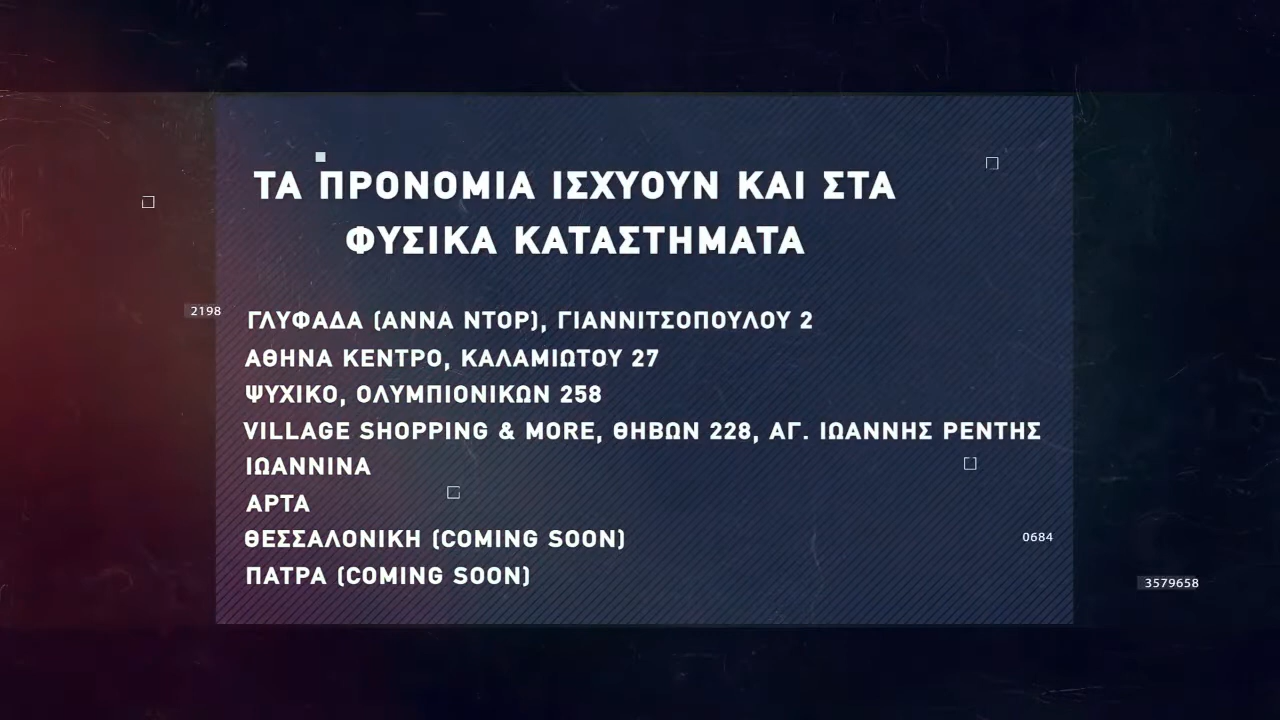 ΤΑ ΠΡΟΝΟΜΙΑ ΙΣΧΥΟΥΝ ΚΑΙ ΣΤΑ
ΦΥΣΙΚΑ ΚΑΤΑΣΤΗΜΑΤΑ
2198
ΓΛΥΦΑΔΑ (ΑΝΝΑ ΝΤΟΡ), ΓΙΑΝΝΙΤΣΟΠΟΥΛΟΥ 2
ΑΘΗΝΑ ΚΕΝΤΡΟ, ΚΑΛΑΜΙΩΤΟΥ 27
ΨΥΧΙΚΟ, ΟΛΥΜΠΙΟΝΙΚΩΝ 258
VILLAGE SHOPPING & MORE, ΘΗΒΩΝ 228, ΑΓ. ΙΩΑΝΝΗΣ ΡΕΝΤΗΣ
ΙΩΑΝΝΙΝΑ
ΑΡΤΑ
ΘΕΣΣΑΛΟΝΙΚΗ (COMING SOON)
0684
ΠΑΤΡΑ (COMING SOON)
3579658